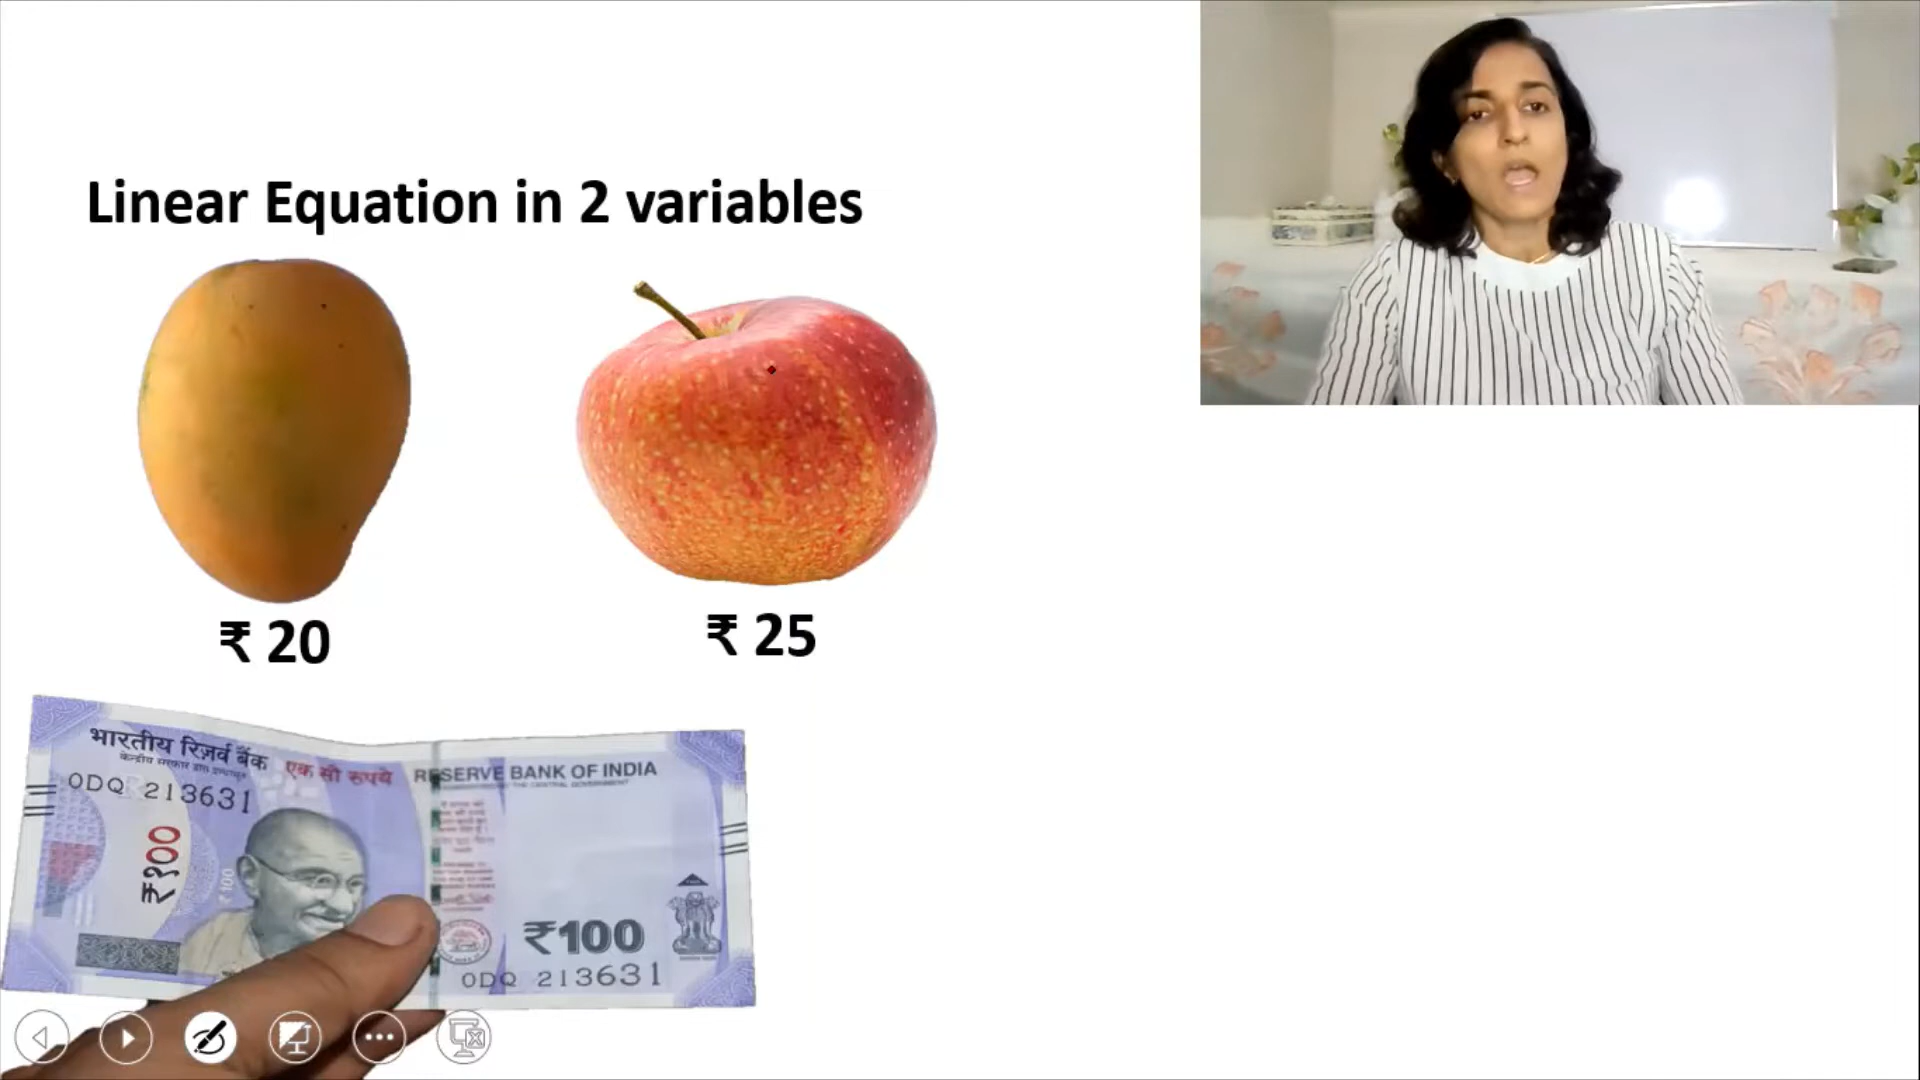 Linear Equation in 2 variables
₹ 20
₹ 25
भारतीय रिज़र्व बैंक
एक सौ रूपये
RESERVE BANK OF INDIA
0DQ 213631
₹१००
₹100
₹100
0DQ 213631